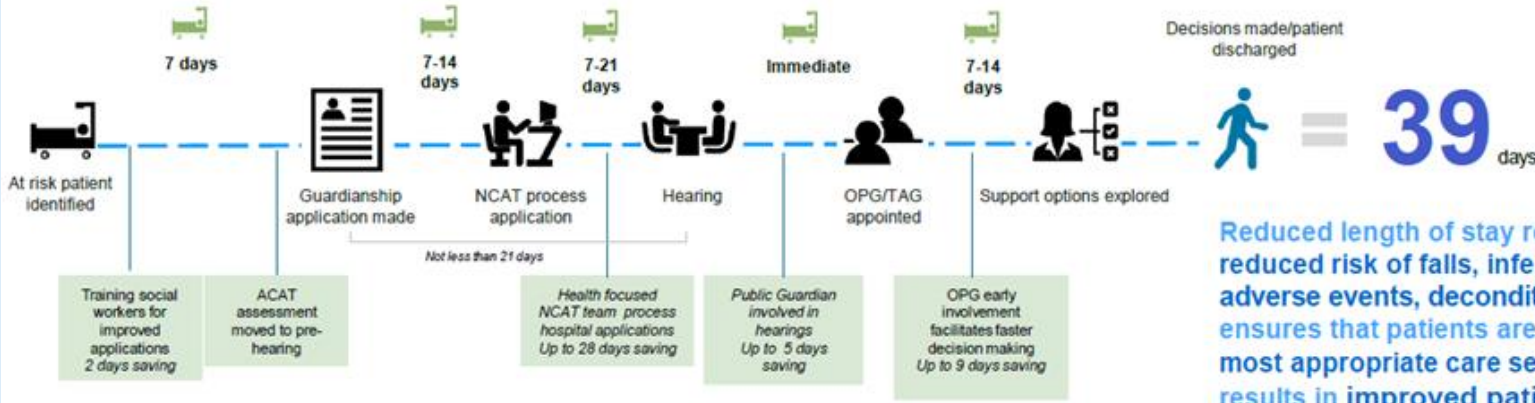 7 days
7-14
days
7-21
days
Immediate
7-14
days
Decisions made/patient
discharged
=
39
days
At risk patient
identified
Guardianship
application made
NCAT process
application
Hearing
OPG/TAG
appointed
Support options explored
Not less than 21 days
Training social
workers for
improved
applications
2 days saving
ACAT
assessment
moved to pre-
hearing
Health focused
NCAT team process
hospital applications
Up to 28 days saving
Public Guardian
involved in
hearings
Up to 5 days
saving
OPG early
involvement
facilitates faster
decision making
Up to 9 days saving
Reduced length of stay
reduced risk of falls,
adverse events,
ensures that patients are
most appropriate care
results in improved